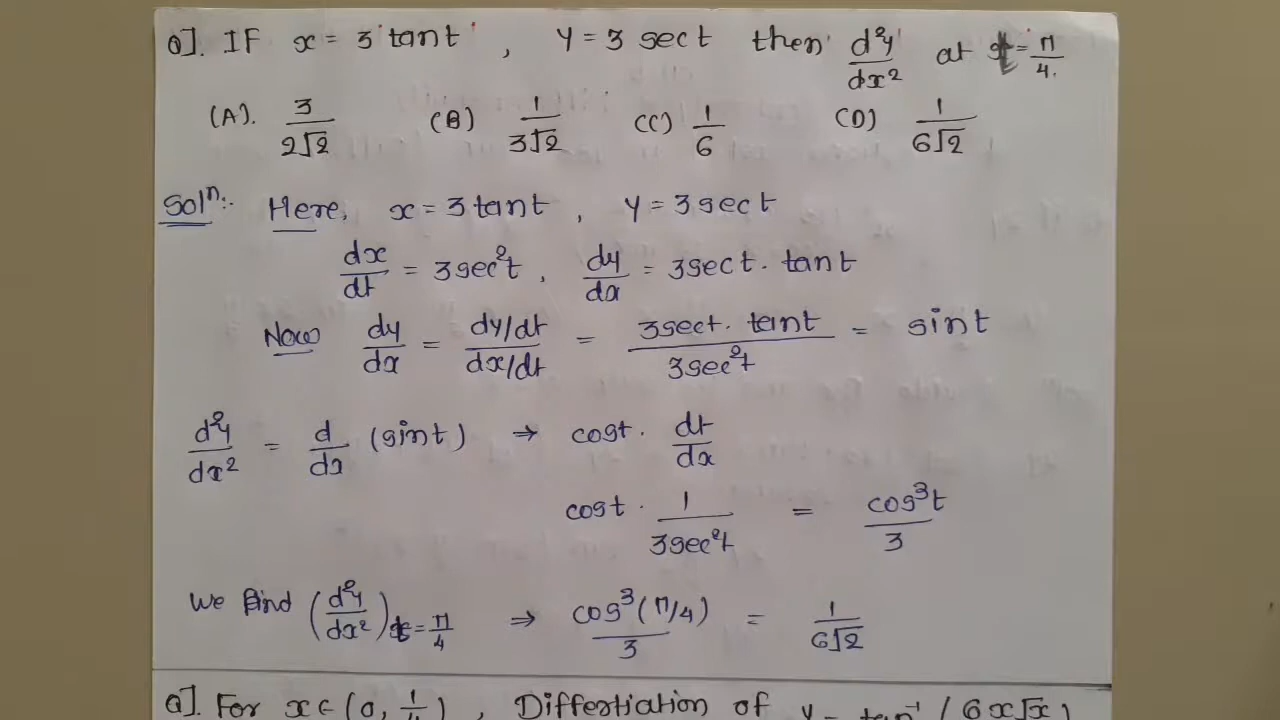 Q]. IF x = 3 tant , y = 3 sect then d²y/dx² at t = π/4.
(A). 3/2√2 (B) 1/3√2 (C) 1/6 (D) 1/6√2
Solⁿ:- Here, x = 3 tant , y = 3 sect
dx/dt = 3sec²t , dy/dx = 3sect. tant
Now dy/dx = dy/dt / dx/dt = 3sect. tant / 3sec²t = sint
d²y/dx² = d/dx (sint) → cost. dt/dx
cost. 1/3sec²t = cos³t/3
We find (d²y/dx²)t=π/4 ⇒ cos³(π/4)/3 = 1/6√2
Q]. For x ∈ (0, 1/4) , Differtiation of y = tan⁻¹ (6x√x)